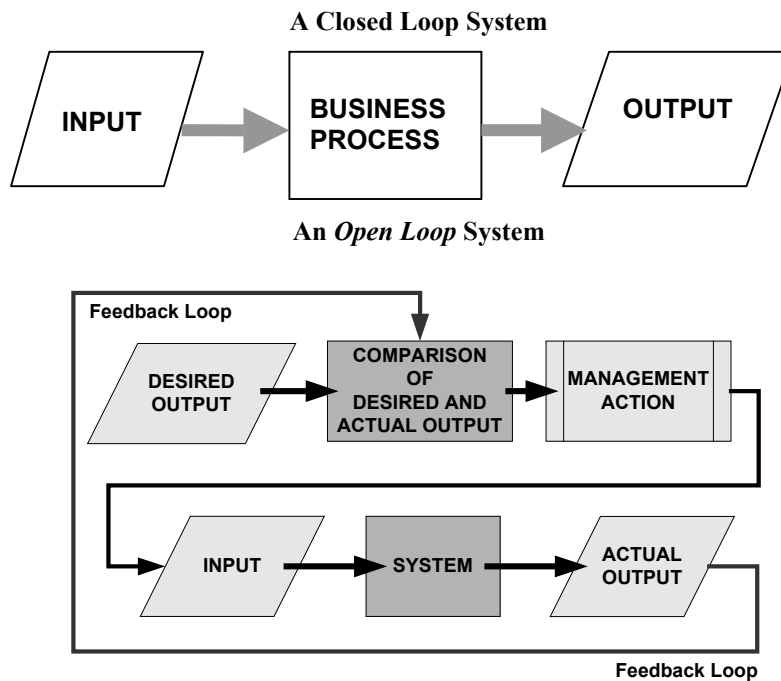 A Closed Loop System
INPUT
BUSINESS
PROCESS
OUTPUT
An Open Loop System
Feedback Loop
DESIRED
OUTPUT
COMPARISON
OF
DESIRED AND
ACTUAL OUTPUT
MANAGEMENT
ACTION
INPUT
SYSTEM
ACTUAL
OUTPUT
Feedback Loop